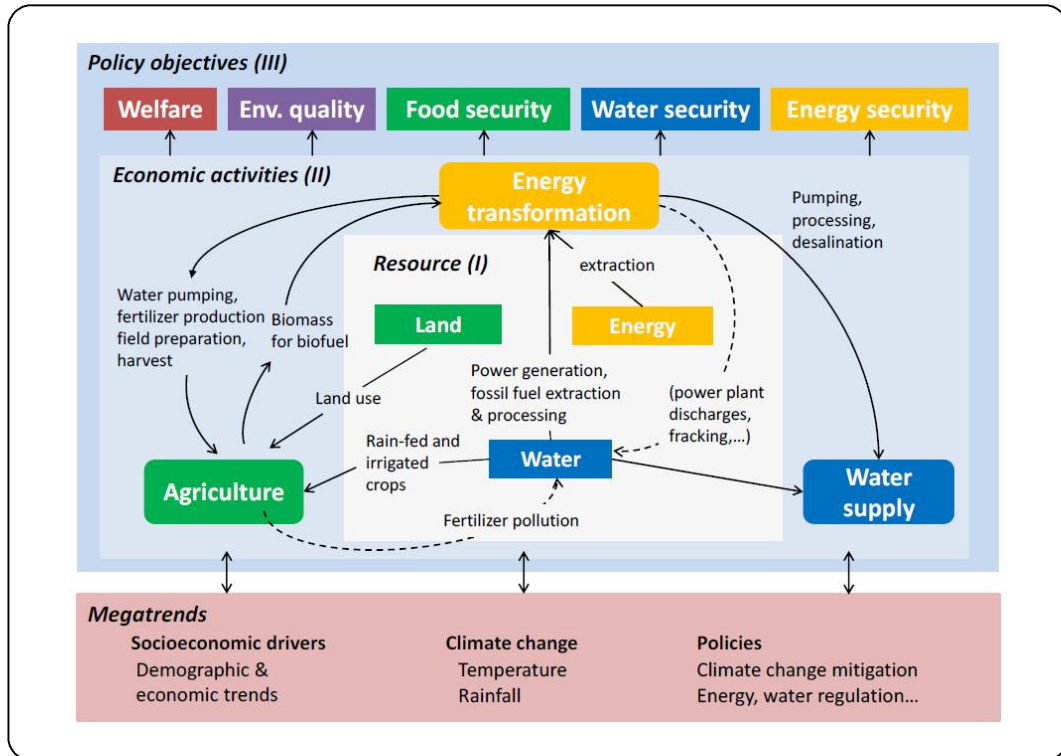 Policy objectives (III)
Welfare
Env. quality
Food security
Water security
Energy security
Economic activities (II)
Energy
transformation
Pumping,
processing,
desalination
Resource (I)
extraction
Water pumping,
fertilizer production
field preparation,
harvest
Biomass
for biofuel
Land
Energy
Land use
Power generation,
fossil fuel extraction
& processing
(power plant
discharges,
fracking,...)
Rain-fed and
irrigated
crops
Water
Agriculture
Water
supply
Fertilizer pollution
Megatrends
Socioeconomic drivers
Demographic &
economic trends
Climate change
Temperature
Rainfall
Policies
Climate change mitigation
Energy, water regulation...